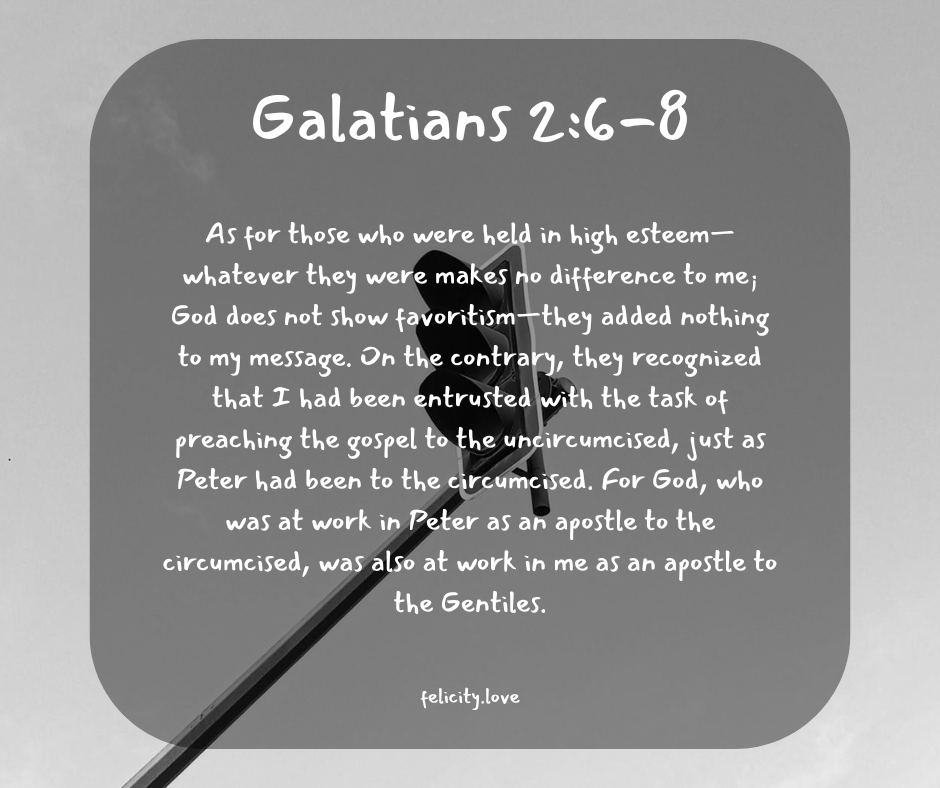 Galatians 2:6-8
As for those who were held in high esteem—
whatever they were makes no difference to me;
God does not show favoritism—they added nothing
to my message. On the contrary, they recognized
that I had been entrusted with the task of
preaching the gospel to the uncircumcised, just as
Peter had been to the circumcised. For God, who
was at work in Peter as an apostle to the
circumcised, was also at work in me as an apostle to
the Gentiles.
felicity.love